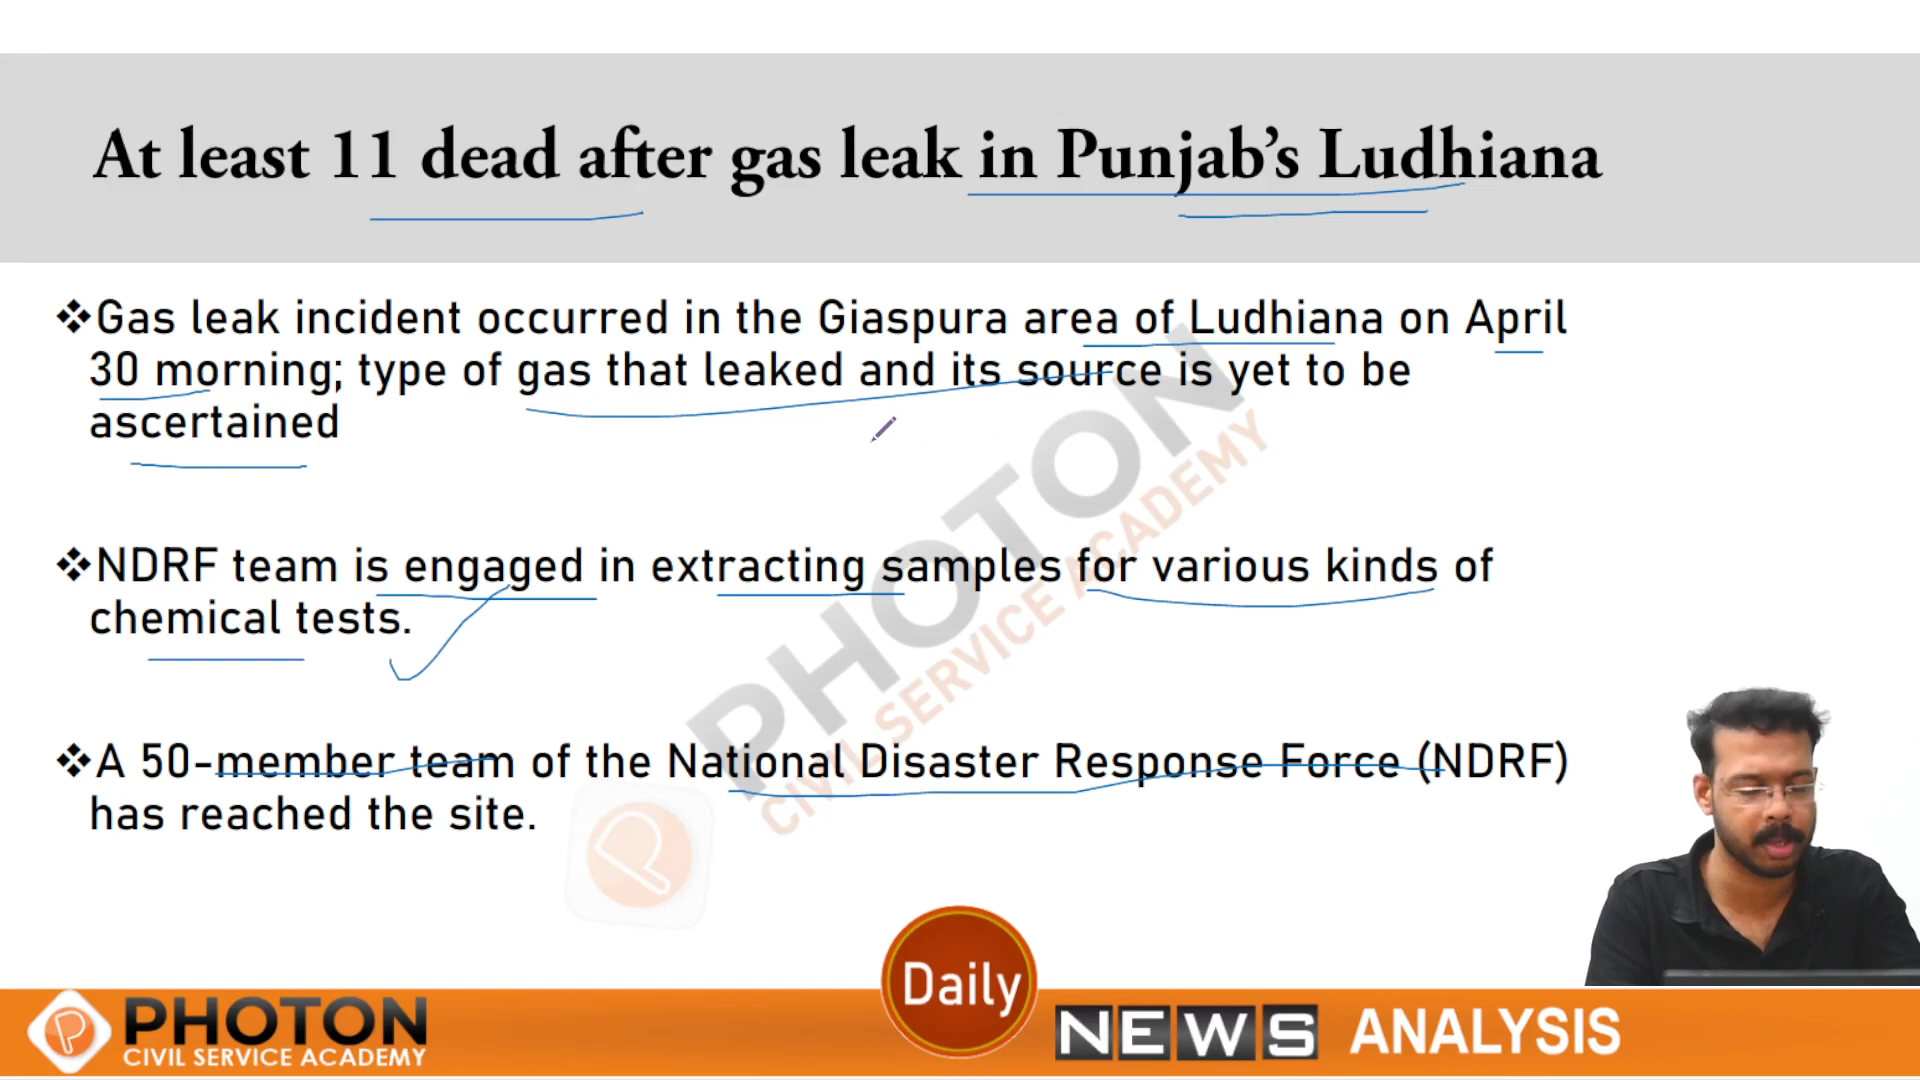 At least 11 dead after gas leak in Punjab's Ludhiana
❖Gas leak incident occurred in the Giaspura area of Ludhiana on April
30 morning; type of gas that leaked and its source is yet to be
ascertained
❖NDRF team is engaged in extracting samples for various kinds of
chemical tests.
❖A 50-member team of the National Disaster Response Force (NDRF)
has reached the site.
PHOTON
CIVIL SERVICE ACADEMY
PHOTON
CIVIL SERVICE ACADEMY
Daily
NEWS ANALYSIS